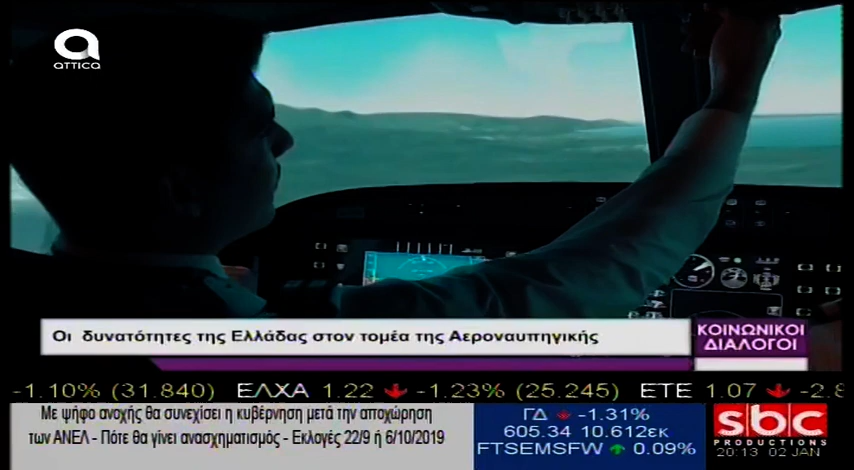 a
ATTICA
Οι δυνατότητες της Ελλάδας στον τομέα της Αεροναυπηγικής
ΚΟΙΝΩΝΙΚΟΙ
ΔΙΑΛΟΓΟΙ
-1.10% (31.840) ΕΛΧΑ 1.22 -1.23% (25.245) ΕΤΕ 1.07 -2.8
Με ψήφο ανοχής θα συνεχίσει η κυβέρνηση μετά την αποχώρηση
των ΑΝΕΛ - Πότε θα γίνει ανασχηματισμός - Εκλογές 22/9 ή 6/10/2019
ΓΔ -1.31%
605.34 10.612εκ
FTSEMSFW 0.09%
sbc
PRODUCTIONS
20:13 02 JAN